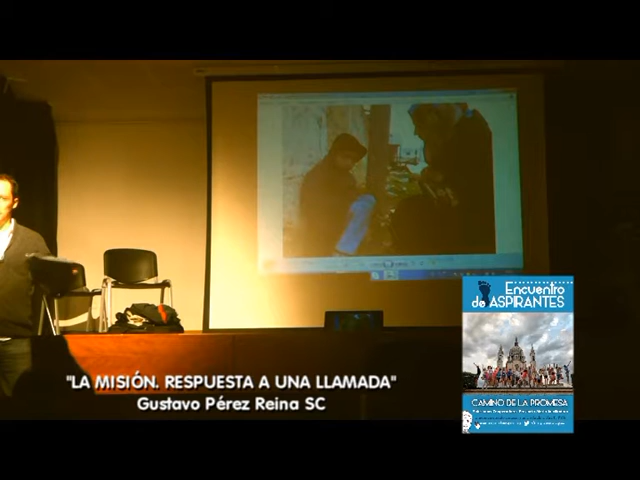 Encuentro
de ASPIRANTES
CAMINO DE LA PROMESA
"LA MISIÓN. RESPUESTA A UNA LLAMADA"
Gustavo Pérez Reina SC